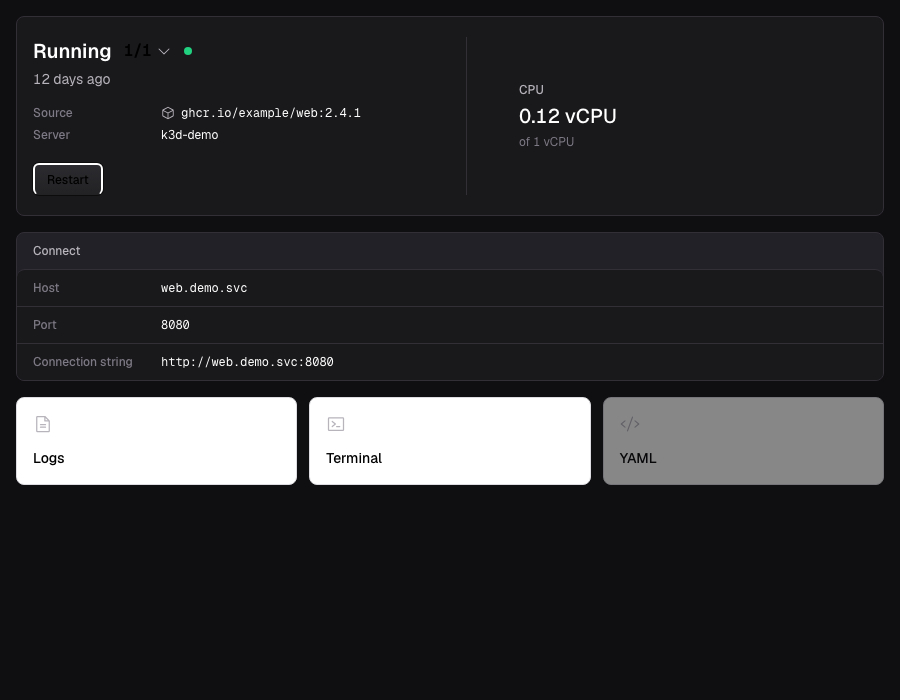 Running 1/1
12 days ago
Source ghcr.io/example/web:2.4.1
Server k3d-demo
Restart
CPU
0.12 vCPU
of 1 vCPU
Connect
Host web.demo.svc
Port 8080
Connection string http://web.demo.svc:8080
Logs
Terminal
YAML